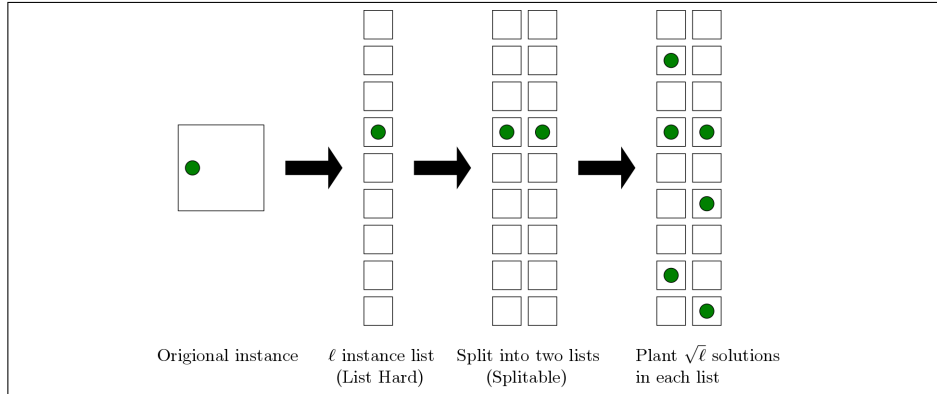 Origional instance
ℓ instance list
(List Hard)
Split into two lists
(Splitable)
Plant √ℓ solutions
in each list